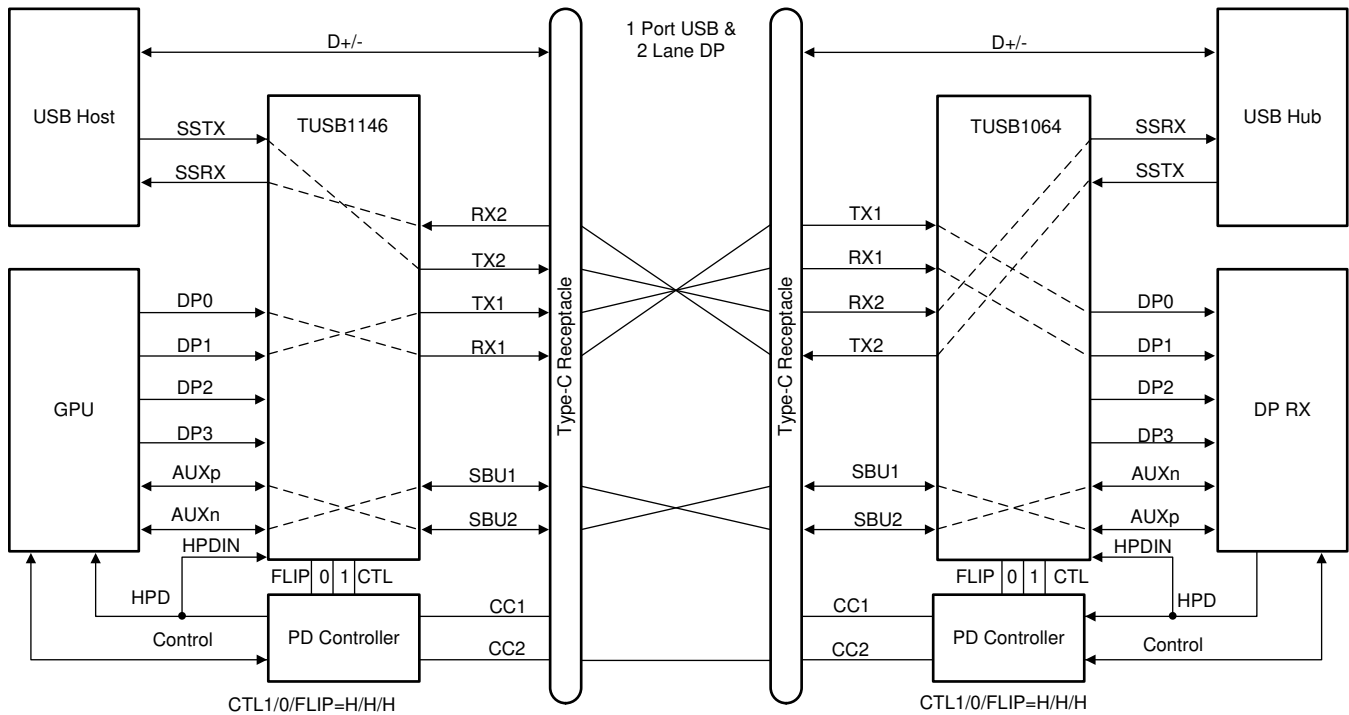 1 Port USB &
2 Lane DP
D+/-
D+/-
USB Host
TUSB1146
TUSB1064
USB Hub
SSTX
SSRX
SSRX
SSTX
RX2
TX2
TX1
RX1
TX1
RX1
RX2
TX2
Type-C Receptacle
Type-C Receptacle
GPU
DP0
DP1
DP2
DP3
AUXp
AUXn
HPDIN
DP RX
DP0
DP1
DP2
DP3
AUXn
AUXp
HPDIN
SBU1
SBU2
SBU1
SBU2
FLIP 0 1 CTL
FLIP 0 1 CTL
HPD
Control
PD Controller
CC1
CC2
CC1
CC2
PD Controller
HPD
Control
CTL1/0/FLIP=H/H/H
CTL1/0/FLIP=H/H/H